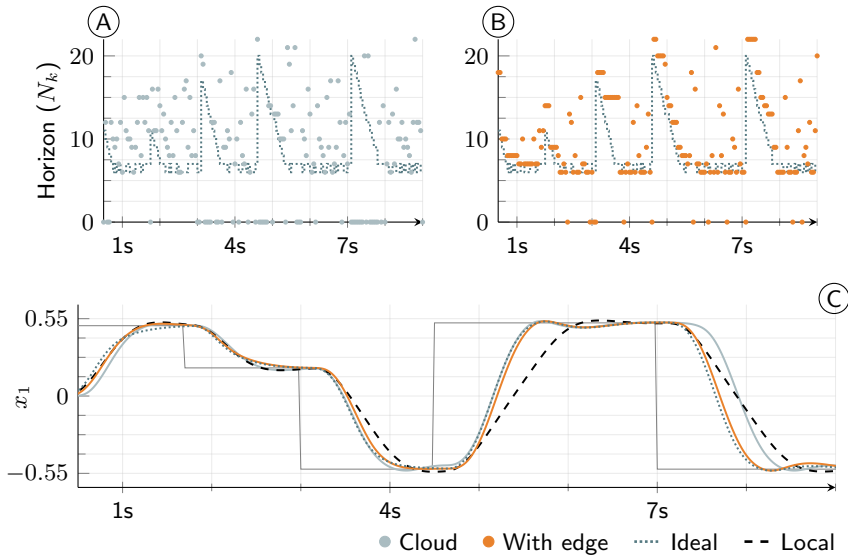 A
B
20
20
10
10
0
0
Horizon (N_k)
1s
4s
7s
1s
4s
7s
C
0.55
0
−0.55
x_1
1s
4s
7s
Cloud
With edge
Ideal
Local